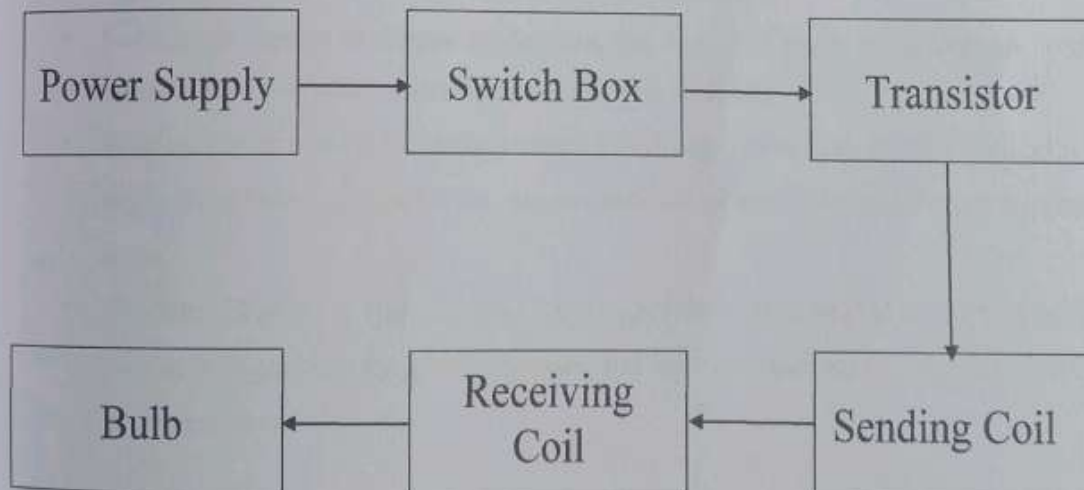 Power Supply
Switch Box
Transistor
Sending Coil
Receiving
Coil
Bulb